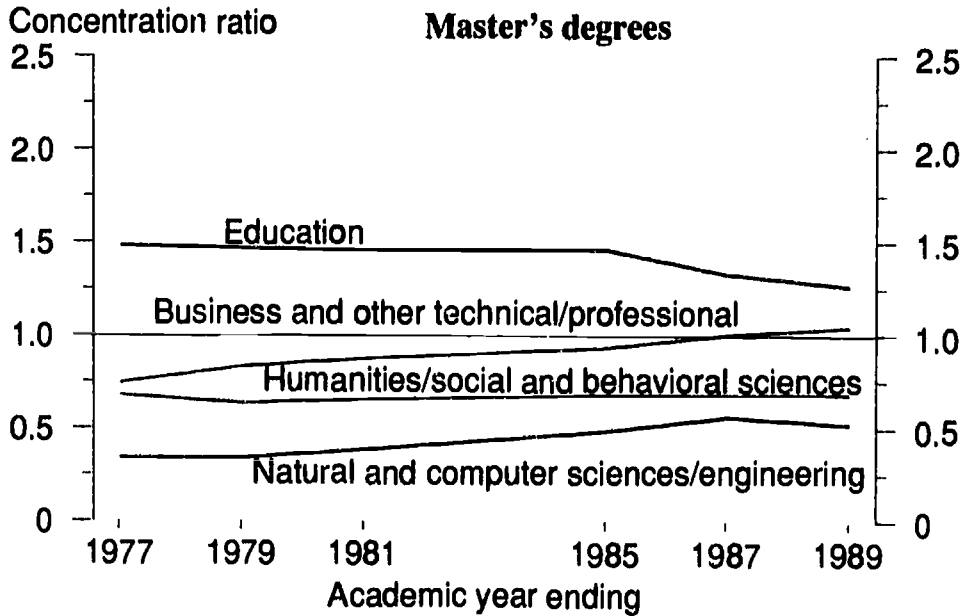 Concentration ratio
Master's degrees
2.5 2.5
2.0 2.0
1.5 1.5
Education
Business and other technical/professional
1.0 1.0
Humanities/social and behavioral sciences
0.5 0.5
Natural and computer sciences/engineering
0 0
1977 1979 1981 1985 1987 1989
Academic year ending